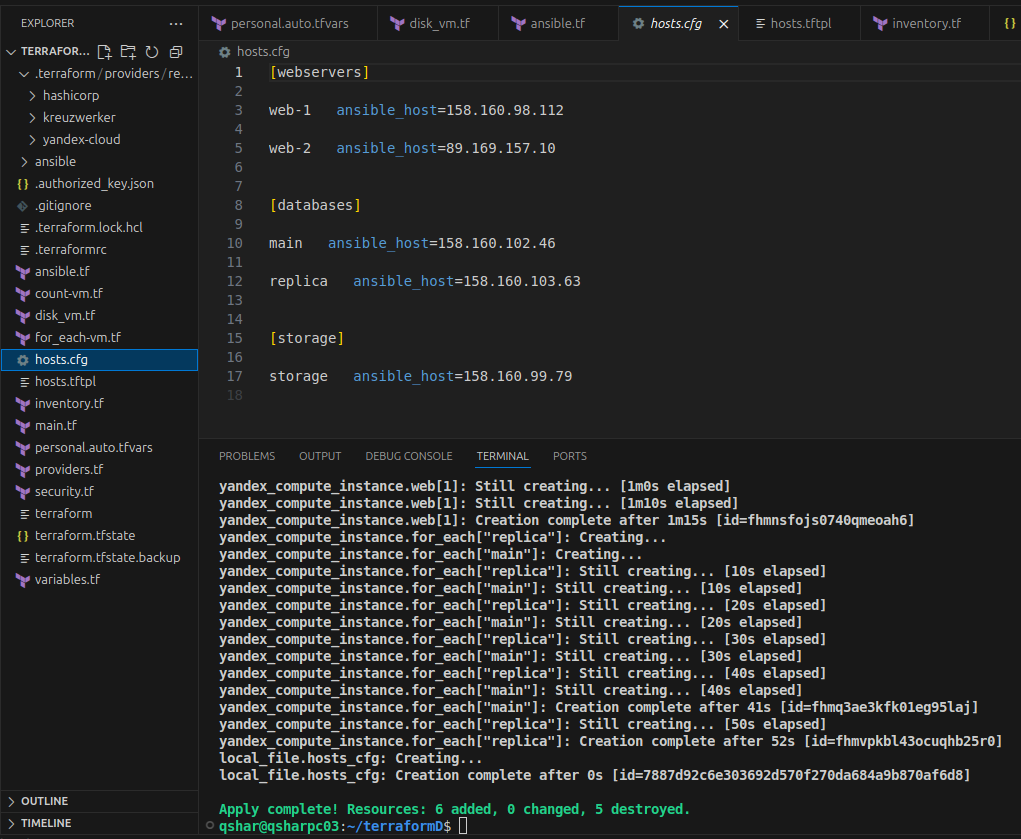 EXPLORER
TERRAFOR...
.terraform/providers/re...
hashicorp
kreuzwerker
yandex-cloud
ansible
{} .authorized_key.json
.gitignore
.terraform.lock.hcl
.terraformrc
ansible.tf
count-vm.tf
disk_vm.tf
for_each-vm.tf
hosts.cfg
hosts.tftpl
inventory.tf
main.tf
personal.auto.tfvars
providers.tf
security.tf
terraform
{} terraform.tfstate
terraform.tfstate.backup
variables.tf
OUTLINE
TIMELINE
personal.auto.tfvars disk_vm.tf ansible.tf hosts.cfg hosts.tftpl inventory.tf {}
hosts.cfg
1 [webservers]
2
3 web-1 ansible_host=158.160.98.112
4
5 web-2 ansible_host=89.169.157.10
6
7
8 [databases]
9
10 main ansible_host=158.160.102.46
11
12 replica ansible_host=158.160.103.63
13
14
15 [storage]
16
17 storage ansible_host=158.160.99.79
18
PROBLEMS OUTPUT DEBUG CONSOLE TERMINAL PORTS
yandex_compute_instance.web[1]: Still creating... [1m0s elapsed]
yandex_compute_instance.web[1]: Still creating... [1m10s elapsed]
yandex_compute_instance.web[1]: Creation complete after 1m15s [id=fhmnsfojs0740qmeoah6]
yandex_compute_instance.for_each["replica"]: Creating...
yandex_compute_instance.for_each["main"]: Creating...
yandex_compute_instance.for_each["replica"]: Still creating... [10s elapsed]
yandex_compute_instance.for_each["main"]: Still creating... [10s elapsed]
yandex_compute_instance.for_each["replica"]: Still creating... [20s elapsed]
yandex_compute_instance.for_each["main"]: Still creating... [20s elapsed]
yandex_compute_instance.for_each["replica"]: Still creating... [30s elapsed]
yandex_compute_instance.for_each["main"]: Still creating... [30s elapsed]
yandex_compute_instance.for_each["replica"]: Still creating... [40s elapsed]
yandex_compute_instance.for_each["main"]: Still creating... [40s elapsed]
yandex_compute_instance.for_each["main"]: Creation complete after 41s [id=fhmq3ae3kfk01eg95laj]
yandex_compute_instance.for_each["replica"]: Still creating... [50s elapsed]
yandex_compute_instance.for_each["replica"]: Creation complete after 52s [id=fhmvpkbl43ocuqhb25r0]
local_file.hosts_cfg: Creating...
local_file.hosts_cfg: Creation complete after 0s [id=7887d92c6e303692d570f270da684a9b870af6d8]
Apply complete! Resources: 6 added, 0 changed, 5 destroyed.
qshar@qsharpc03:~/terraformD$